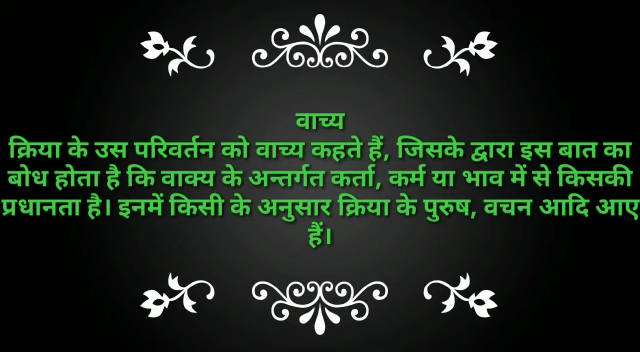 वाच्य
क्रिया के उस परिवर्तन को वाच्य कहते हैं, जिसके द्वारा इस बात का
बोध होता है कि वाक्य के अन्तर्गत कर्ता, कर्म या भाव में से किसकी
प्रधानता है। इनमें किसी के अनुसार क्रिया के पुरुष, वचन आदि आए
हैं।